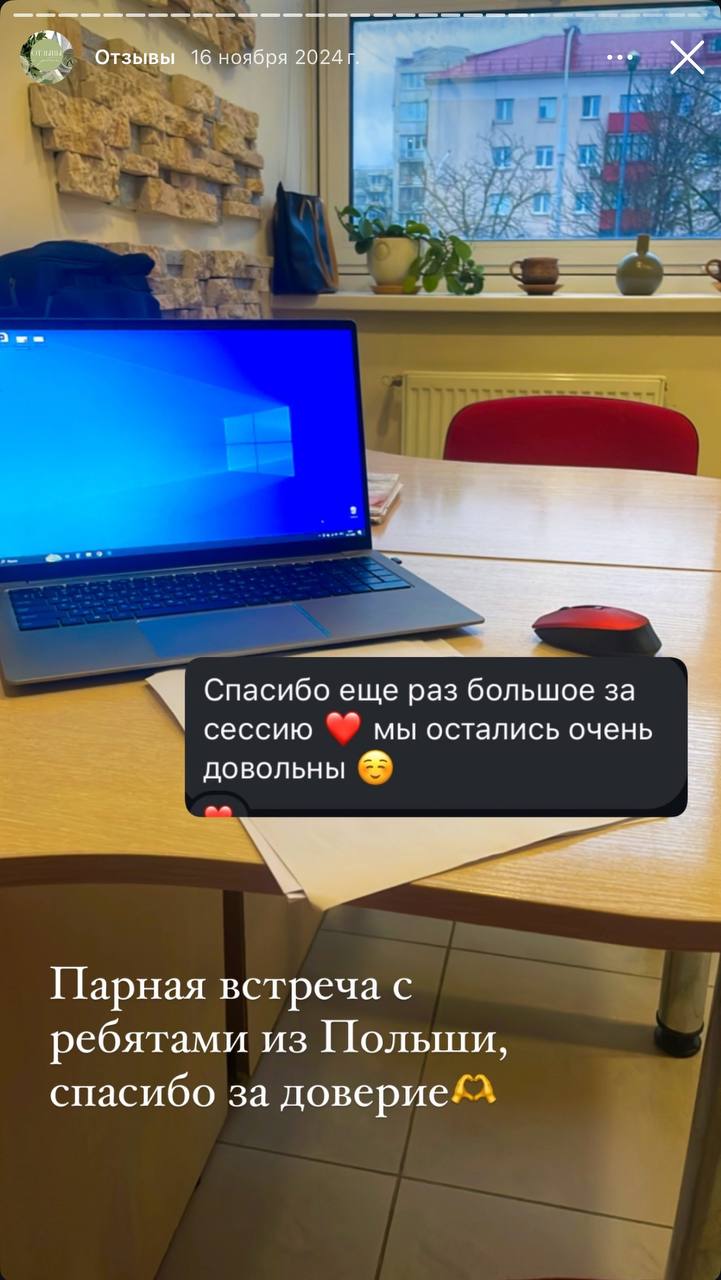 Отзывы 16 ноября 2024 г.
Спасибо еще раз большое за
сессию ❤️ мы остались очень
довольны ☺️
❤️
Парная встреча с
ребятами из Польши,
спасибо за доверие🫶